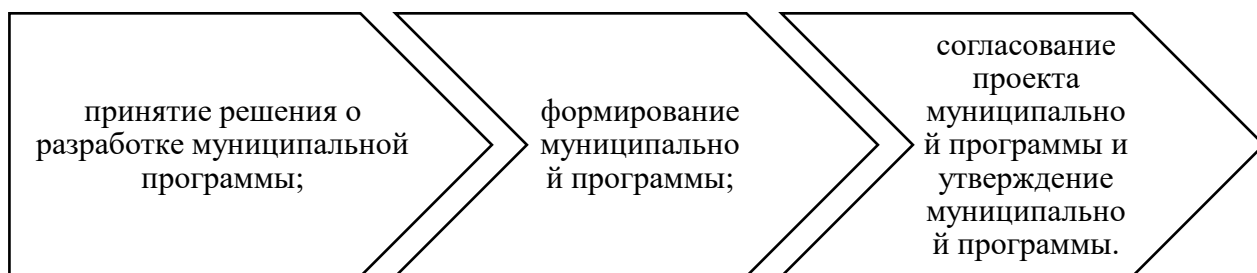 принятие решения о
разработке муниципальной
программы;
формирование
муниципально
й программы;
согласование
проекта
муниципально
й программы и
утверждение
муниципально
й программы.